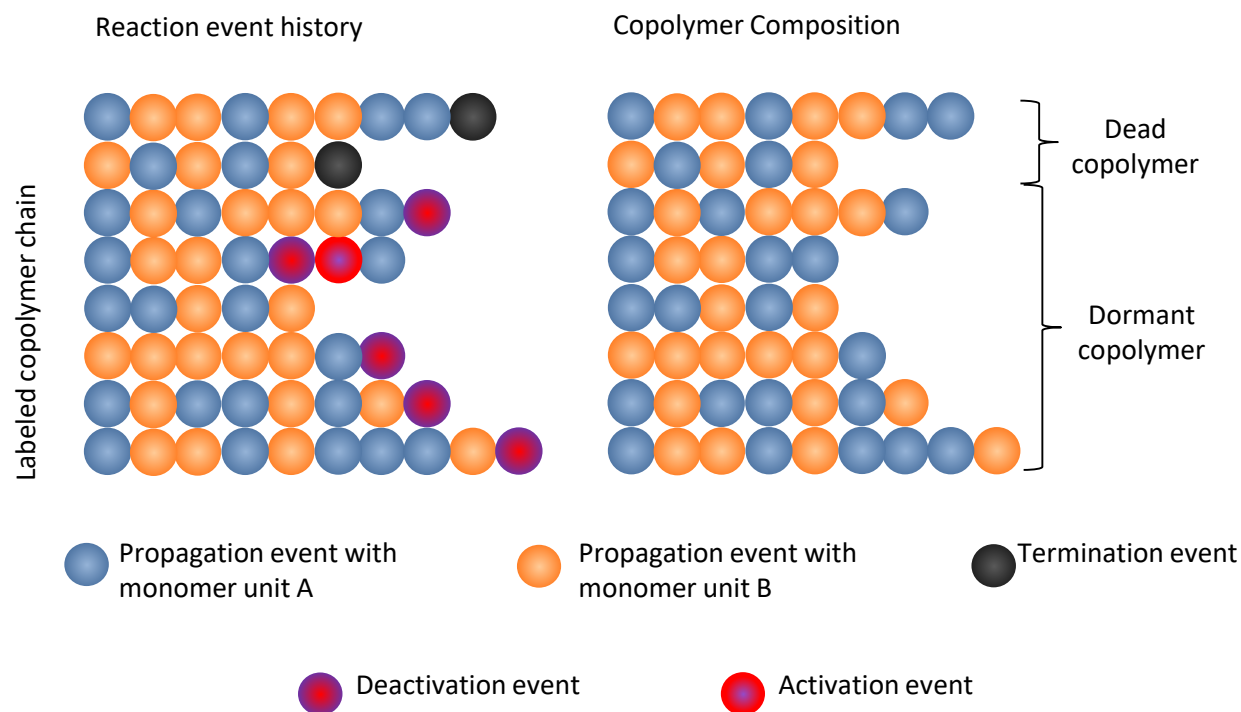 Reaction event history
Copolymer Composition
Labeled copolymer chain
Dead
copolymer
Dormant
copolymer
Propagation event with
monomer unit A
Propagation event with
monomer unit B
Termination event
Deactivation event
Activation event